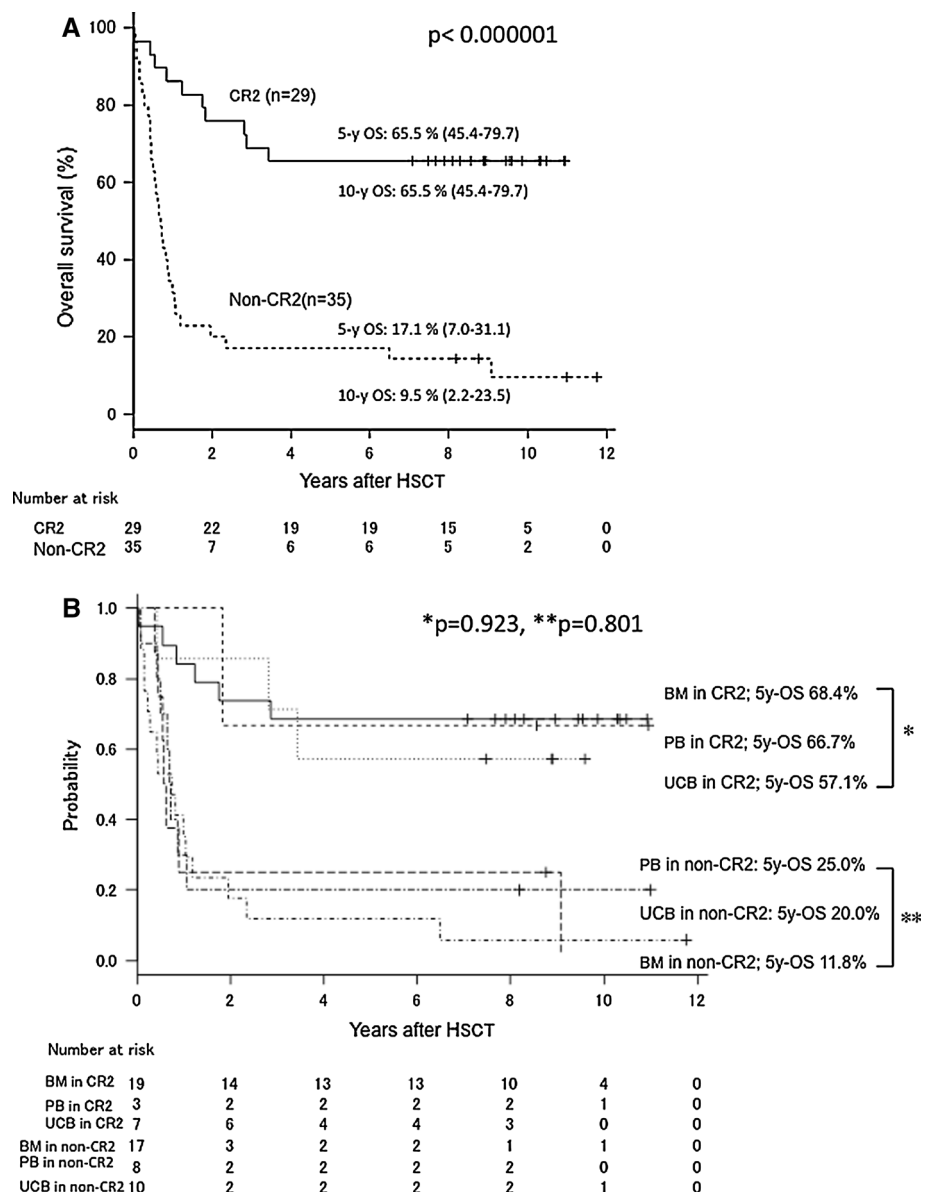 A
p< 0.000001
Overall survival (%)
100
80
60
40
20
0
CR2 (n=29)
5-y OS: 65.5 % (45.4-79.7)
10-y OS: 65.5 % (45.4-79.7)
Non-CR2(n=35)
5-y OS: 17.1 % (7.0-31.1)
10-y OS: 9.5 % (2.2-23.5)
0 2 4 6 8 10 12
Years after HSCT
Number at risk
CR2 29 22 19 19 15 5 0
Non-CR2 35 7 6 6 5 2 0
B
*p=0.923, **p=0.801
Probability
1.0
0.8
0.6
0.4
0.2
0.0
BM in CR2; 5y-OS 68.4%
PB in CR2; 5y-OS 66.7%
UCB in CR2; 5y-OS 57.1%
*
PB in non-CR2: 5y-OS 25.0%
UCB in non-CR2: 5y-OS 20.0%
BM in non-CR2; 5y-OS 11.8%
**
0 2 4 6 8 10 12
Years after HSCT
Number at risk
BM in CR2 19 14 13 13 10 4 0
PB in CR2 3 2 2 2 2 1 0
UCB in CR2 7 6 4 4 3 0 0
BM in non-CR2 17 3 2 2 1 1 0
PB in non-CR2 8 2 2 2 2 0 0
UCB in non-CR2 10 2 2 2 2 1 0